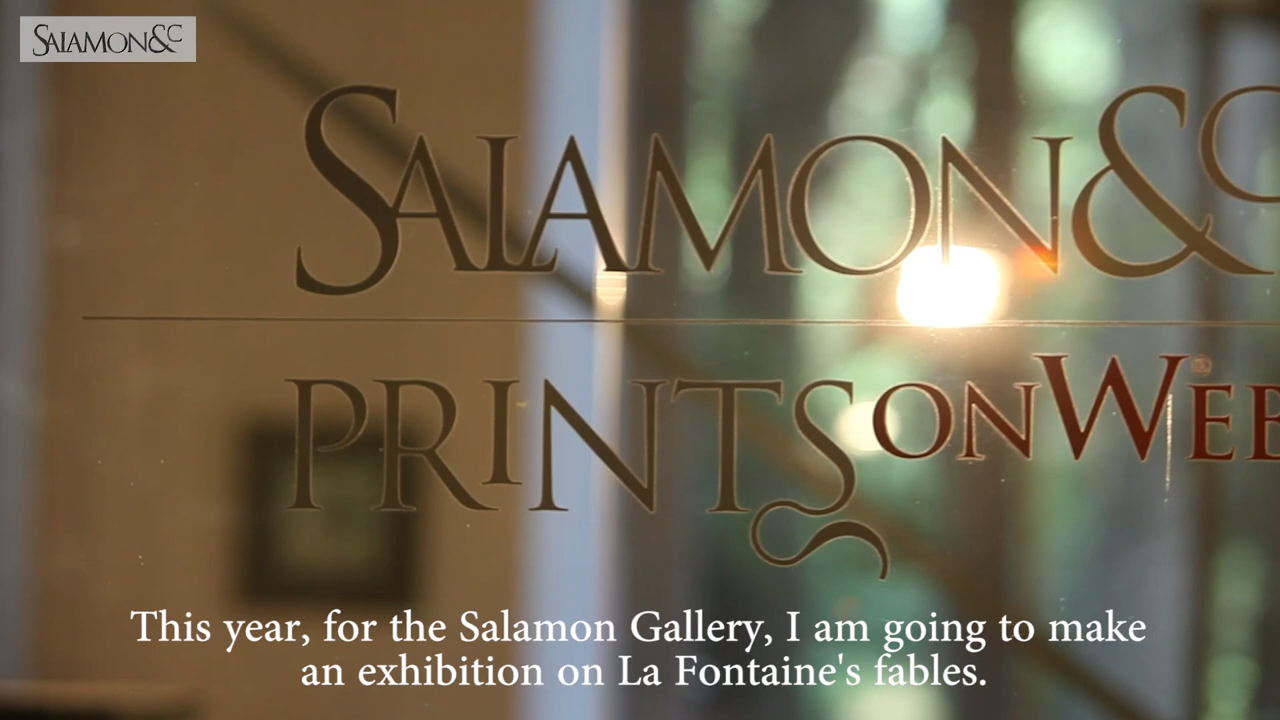 SALAMON&C
SALAMON&C
PRINTS ONWEB
®
This year, for the Salamon Gallery, I am going to make
an exhibition on La Fontaine's fables.